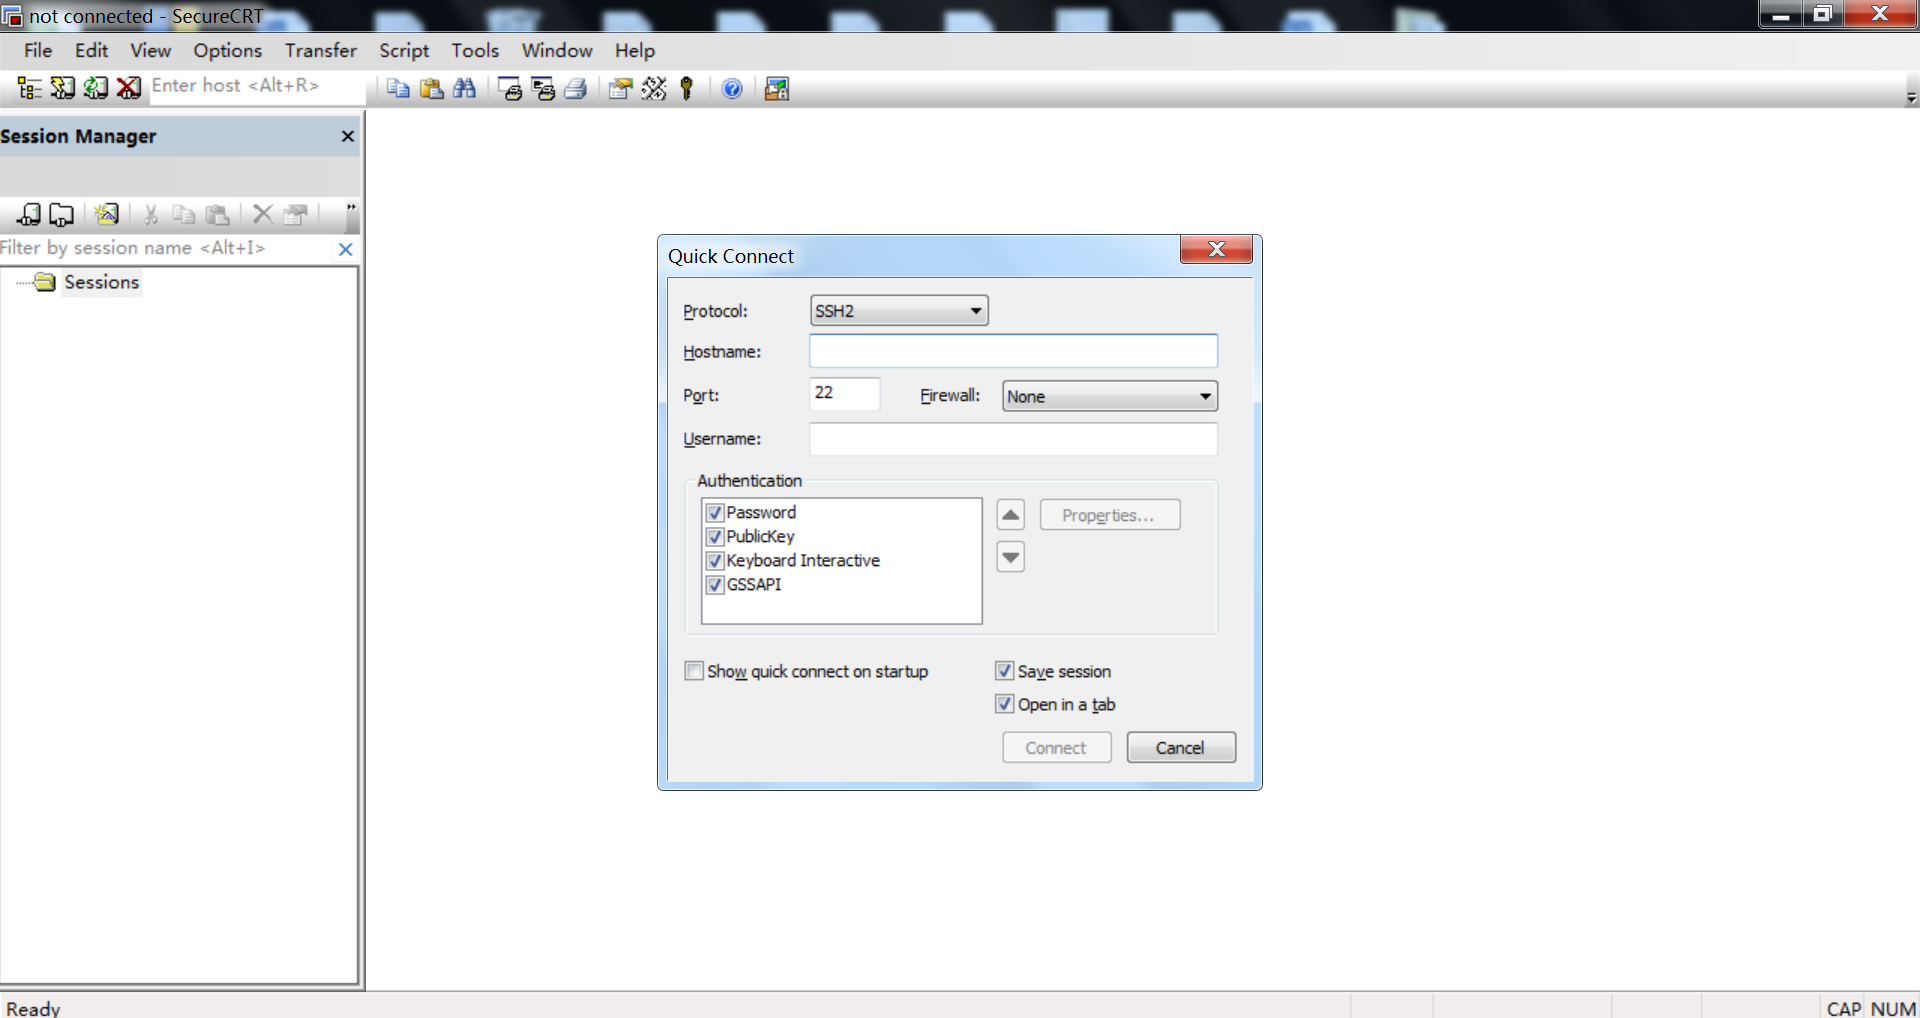 not connected - SecureCRT
File Edit View Options Transfer Script Tools Window Help
Enter host <Alt+R>
Session Manager
Filter by session name <Alt+I>
Sessions
Quick Connect
Protocol: SSH2
Hostname:
Port: 22 Firewall: None
Username:
Authentication
Password
PublicKey
Keyboard Interactive
GSSAPI
Properties...
Show quick connect on startup
Save session
Open in a tab
Connect Cancel
Ready CAP NUM